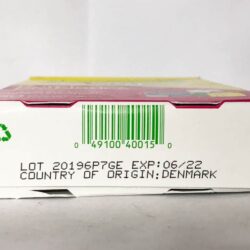 0 49100 40015 0
LOT 20196P7GE EXP:06/22
COUNTRY OF ORIGIN:DENMARK